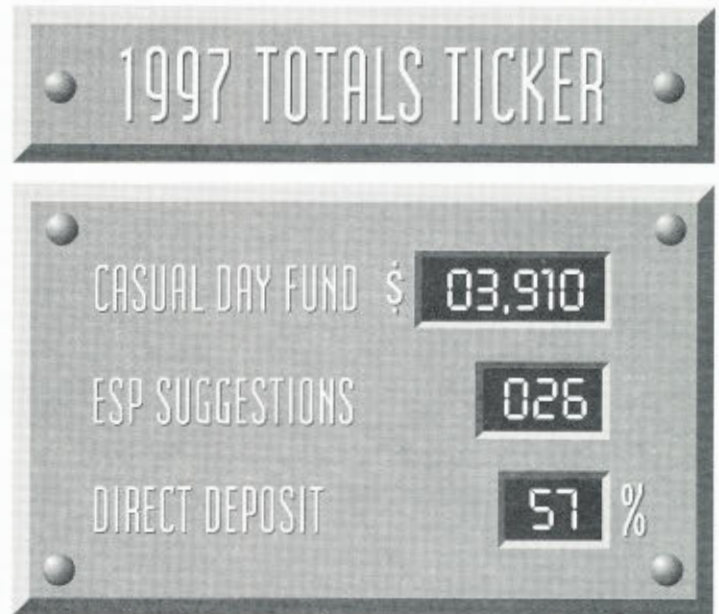 1997 TOTALS TICKER
CASUAL DAY FUND $ 03,910
ESP SUGGESTIONS 026
DIRECT DEPOSIT 57 %